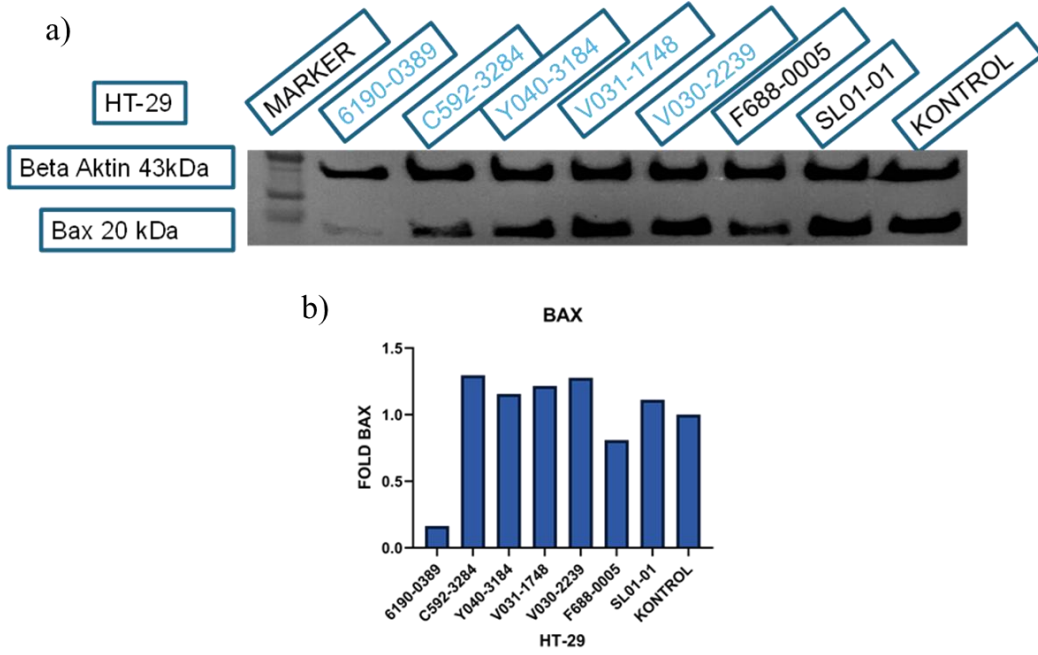 a)
HT-29
MARKER
6190-0389
C592-3284
Y040-3184
V031-1748
V030-2239
F688-0005
SL01-01
KONTROL
Beta Aktin 43kDa
Bax 20 kDa
b)
BAX
FOLD BAX
1.5
1.0
0.5
0.0
6190-0389
C592-3284
Y040-3184
V031-1748
V030-2239
F688-0005
SL01-01
KONTROL
HT-29